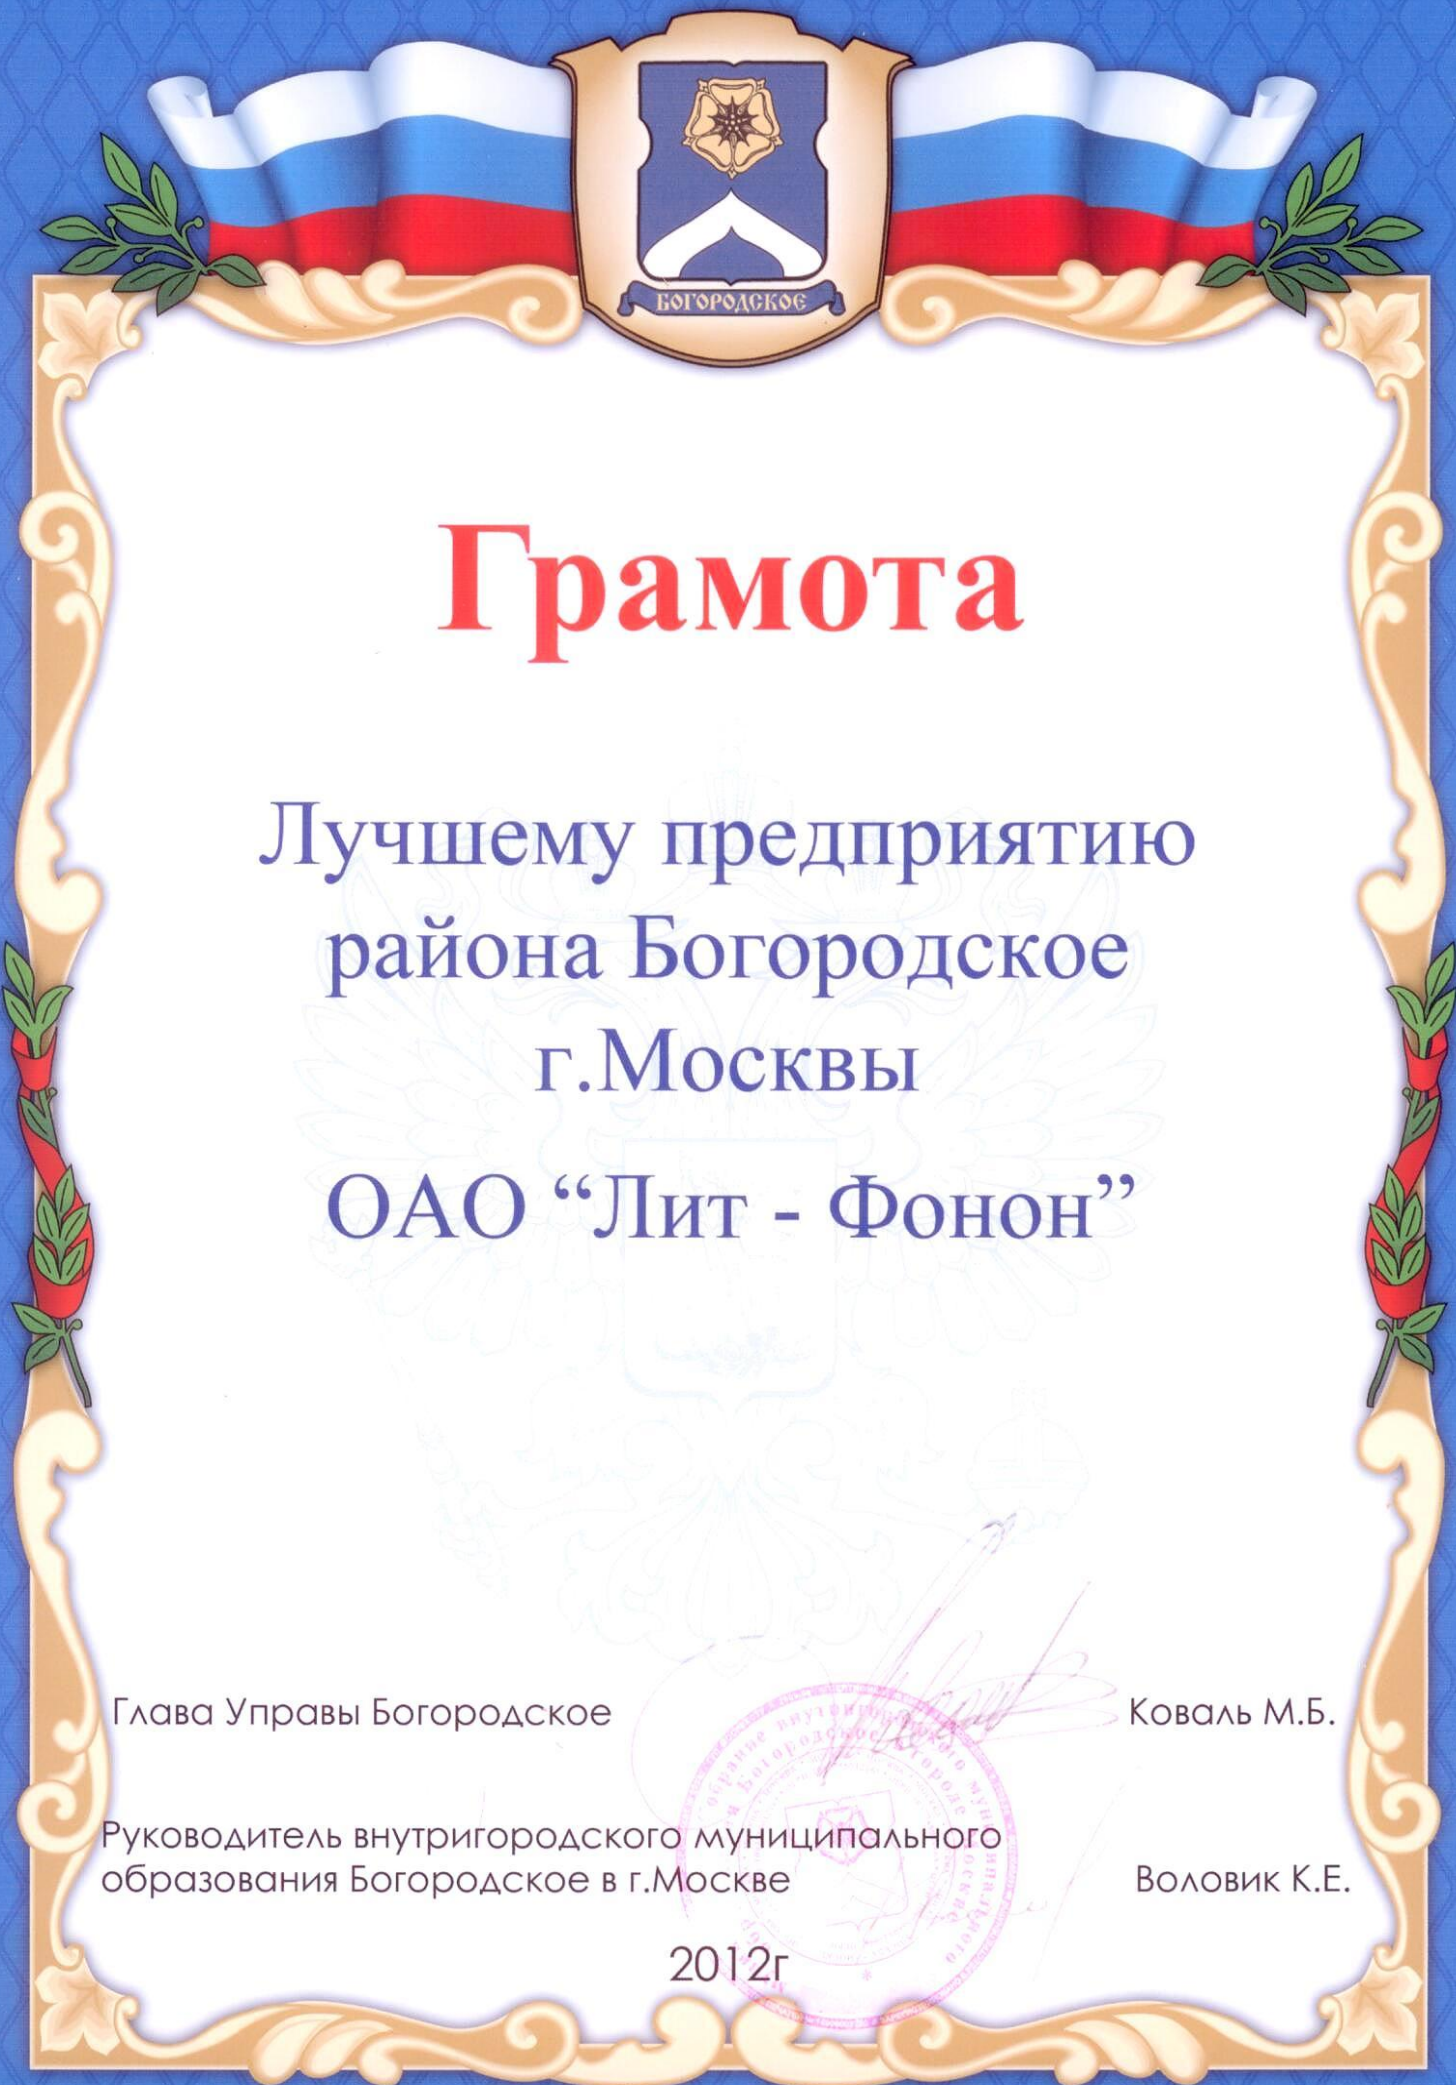 БОГОРОДСКОЕ
Грамота
Лучшему предприятию
района Богородское
г.Москвы
ОАО “Лит - Фонон”
Глава Управы Богородское
Коваль М.Б.
Руководитель внутригородского муниципального
образования Богородское в г.Москве
Воловик К.Е.
2012г